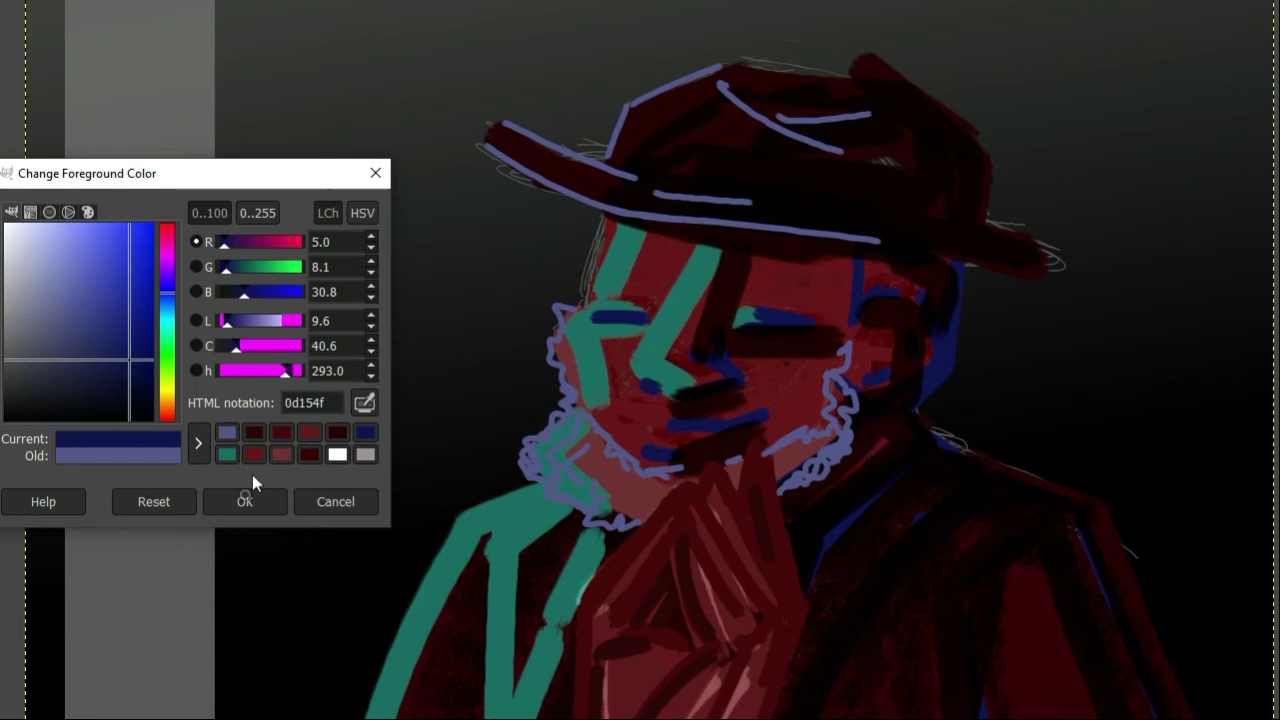 Change Foreground Color
0..100 0..255 LCh HSV
R 5.0
G 8.1
B 30.8
L 9.6
C 40.6
h 293.0
HTML notation: 0d154f
Current:
Old:
Help Reset OK Cancel